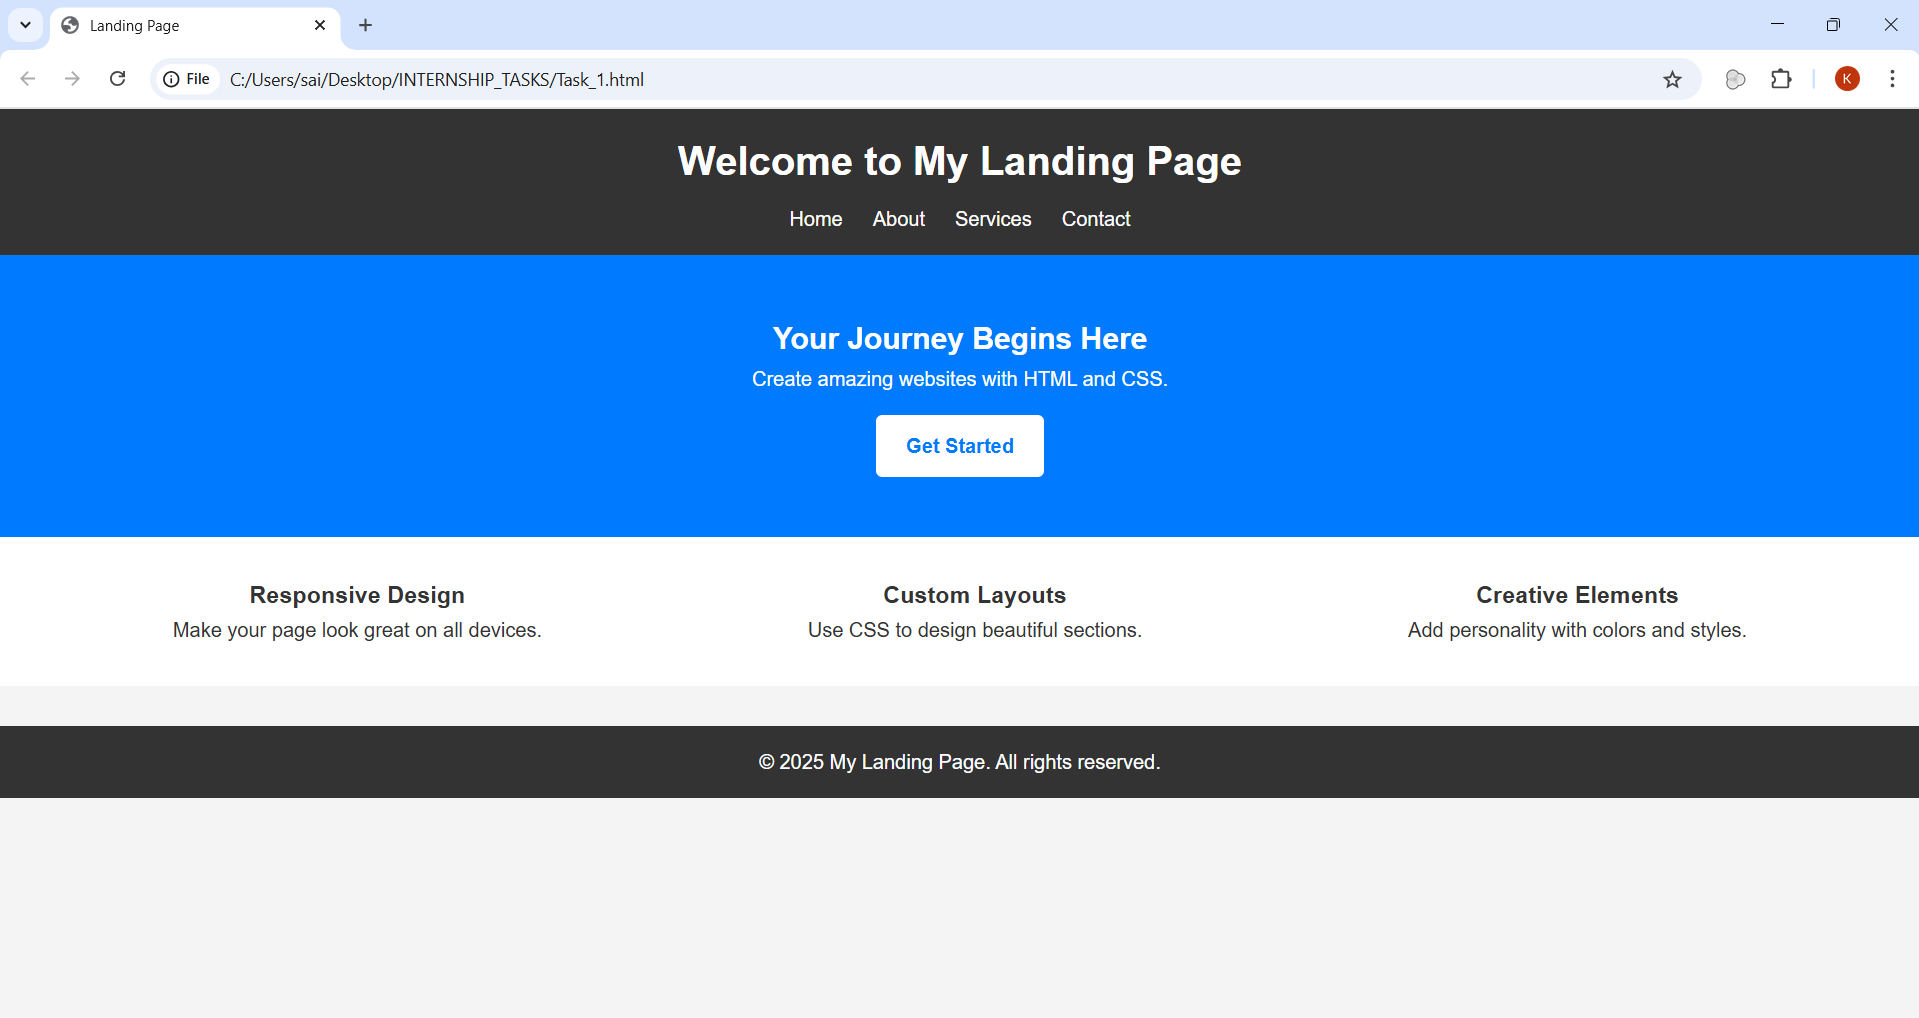 Landing Page
File C:/Users/sai/Desktop/INTERNSHIP_TASKS/Task_1.html K
Welcome to My Landing Page
Home About Services Contact
Your Journey Begins Here
Create amazing websites with HTML and CSS.
Get Started
Responsive Design
Make your page look great on all devices.
Custom Layouts
Use CSS to design beautiful sections.
Creative Elements
Add personality with colors and styles.
© 2025 My Landing Page. All rights reserved.